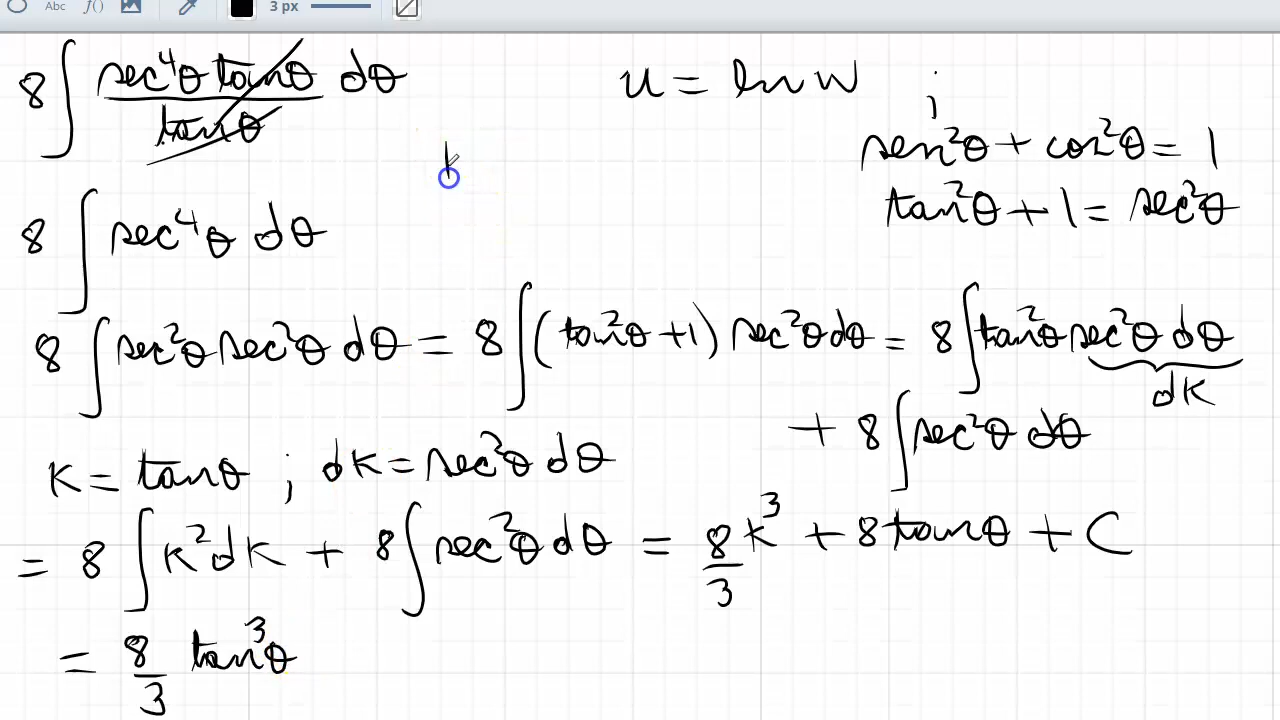 Abc f() 3 px
8 ∫ sec⁴θ tanθ / tanθ dθ
u = ln w ;
sen²θ + cos²θ = 1
tan²θ + 1 = sec²θ
8 ∫ sec⁴θ dθ
8 ∫ sec²θ sec²θ dθ = 8 ∫ (tan²θ + 1) sec²θ dθ = 8 ∫ tan²θ sec²θ dθ
dk
+ 8 ∫ sec²θ dθ
k = tanθ ; dk = sec²θ dθ
= 8 ∫ k² dk + 8 ∫ sec²θ dθ = 8/3 k³ + 8 tanθ + C
= 8/3 tan³θ